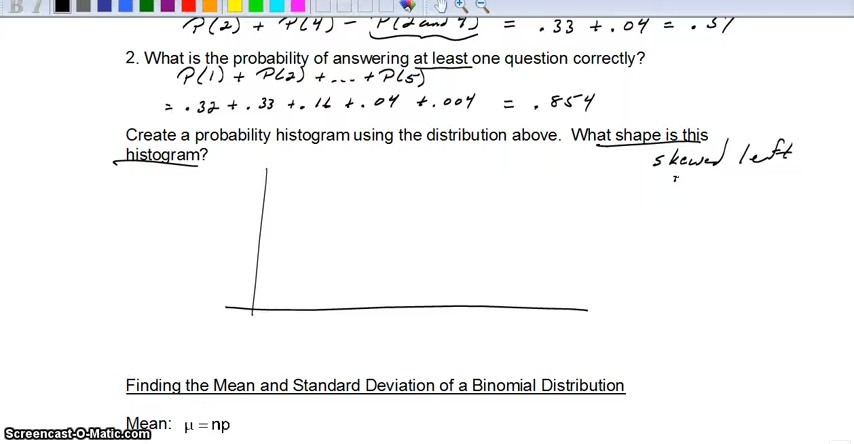 P(2) + P(4) - P(2 and 4) = .33 + .04 = .37
2. What is the probability of answering at least one question correctly?
P(1) + P(2) + ... + P(5)
= .32 + .33 + .16 + .04 + .004 = .854
Create a probability histogram using the distribution above. What shape is this
histogram?
skewed left
Finding the Mean and Standard Deviation of a Binomial Distribution
Mean: μ = np
Screencast-O-Matic.com